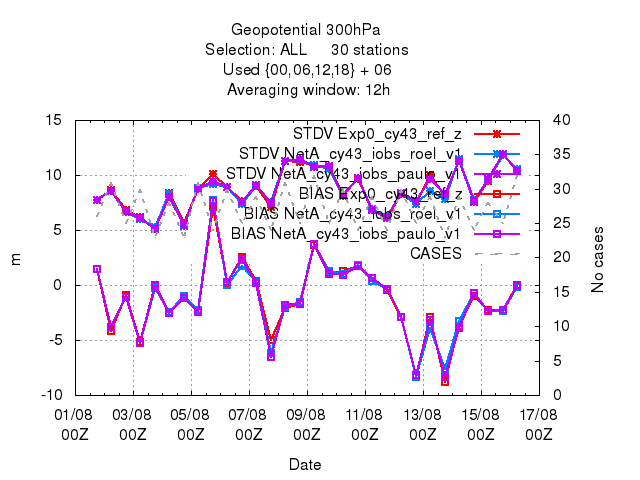 Geopotential 300hPa
Selection: ALL 30 stations
Used {00,06,12,18} + 06
Averaging window: 12h
STDV Exp0_cy43_ref_z
STDV NetA_cy43_iobs_roel_v1
STDV NetA_cy43_iobs_paulo_v1
BIAS Exp0_cy43_ref_z
BIAS NetA_cy43_iobs_roel_v1
BIAS NetA_cy43_iobs_paulo_v1
CASES
15
10
5
0
-5
-10
m
40
35
30
25
20
15
10
5
0
No cases
01/08 03/08 05/08 07/08 09/08 11/08 13/08 15/08 17/08
00Z 00Z 00Z 00Z 00Z 00Z 00Z 00Z 00Z
Date